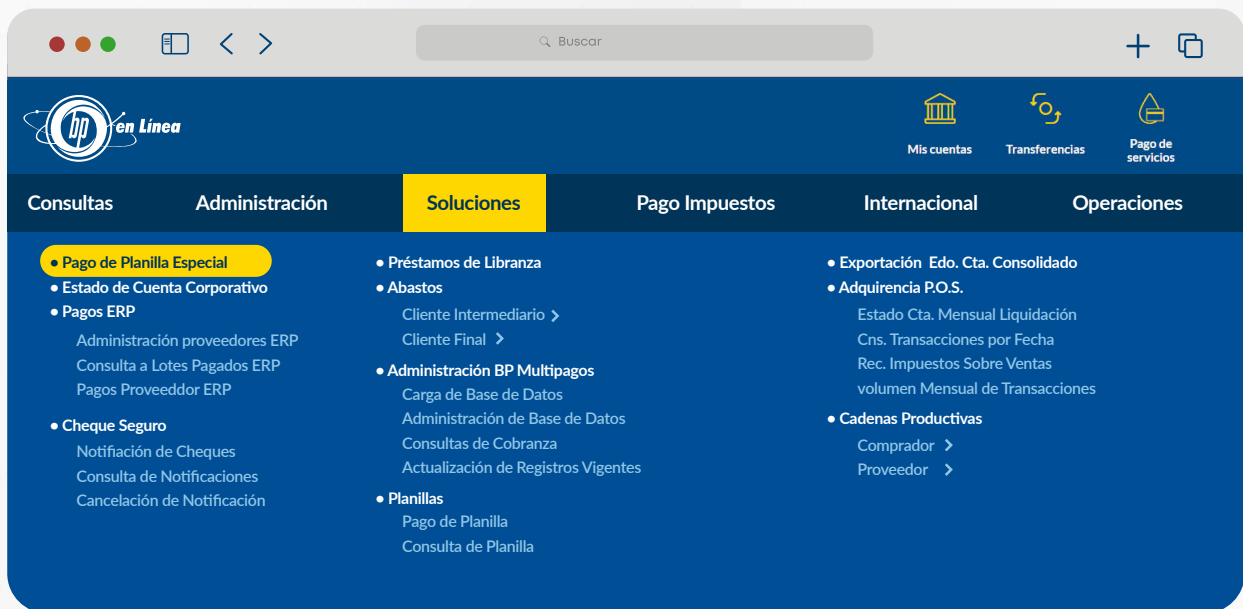 Buscar
bp en Línea
Mis cuentas
Transferencias
Pago de
servicios
Consultas
Administración
Soluciones
Pago Impuestos
Internacional
Operaciones
• Pago de Planilla Especial
• Estado de Cuenta Corporativo
• Pagos ERP
Administración proveedores ERP
Consulta a Lotes Pagados ERP
Pagos Proveeddor ERP
• Cheque Seguro
Notifiación de Cheques
Consulta de Notificaciones
Cancelación de Notificación
• Préstamos de Libranza
• Abastos
Cliente Intermediario >
Cliente Final >
• Administración BP Multipagos
Carga de Base de Datos
Administración de Base de Datos
Consultas de Cobranza
Actualización de Registros Vigentes
• Planillas
Pago de Planilla
Consulta de Planilla
• Exportación Edo. Cta. Consolidado
• Adquirencia P.O.S.
Estado Cta. Mensual Liquidación
Cns. Transacciones por Fecha
Rec. Impuestos Sobre Ventas
volumen Mensual de Transacciones
• Cadenas Productivas
Comprador >
Proveedor >